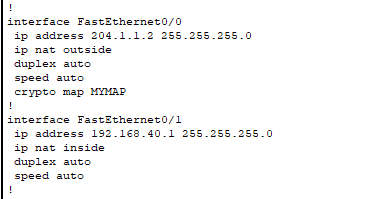 !
interface FastEthernet0/0
 ip address 204.1.1.2 255.255.255.0
 ip nat outside
 duplex auto
 speed auto
 crypto map MYMAP
!
interface FastEthernet0/1
 ip address 192.168.40.1 255.255.255.0
 ip nat inside
 duplex auto
 speed auto
!